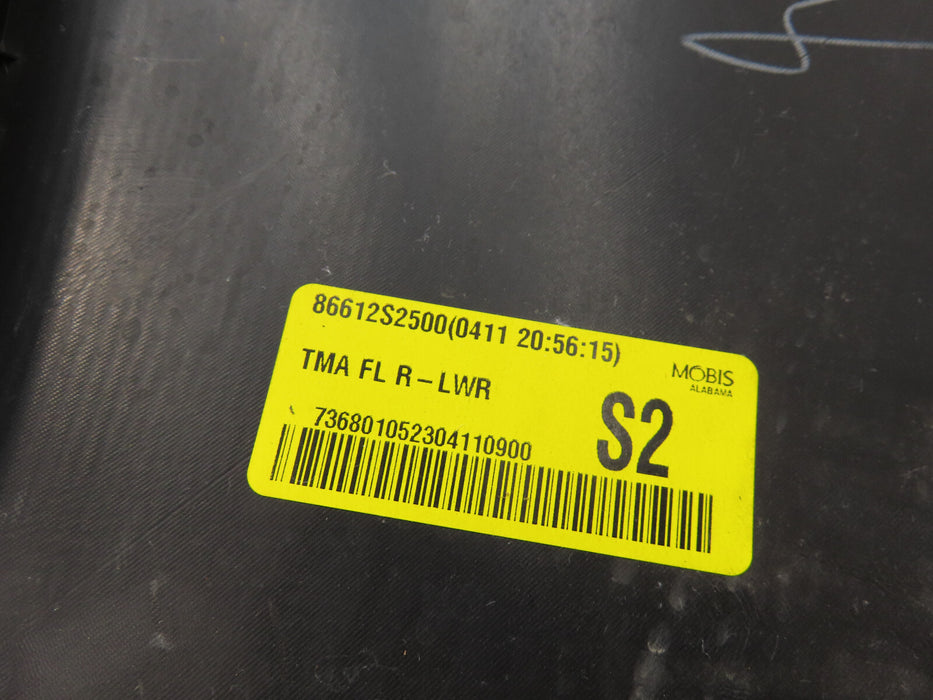 86612S2500(0411 20:56:15)
TMA FL R-LWR
MOBIS
ALABAMA
S2
736801052304110900